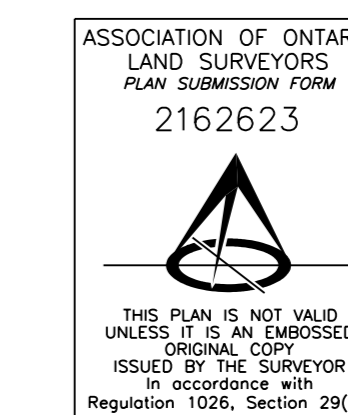 ASSOCIATION OF ONTAR
LAND SURVEYORS
PLAN SUBMISSION FORM
2162623
THIS PLAN IS NOT VALID
UNLESS IT IS AN EMBOSSED
ORIGINAL COPY
ISSUED BY THE SURVEYOR
In accordance with
Regulation 1026, Section 29(